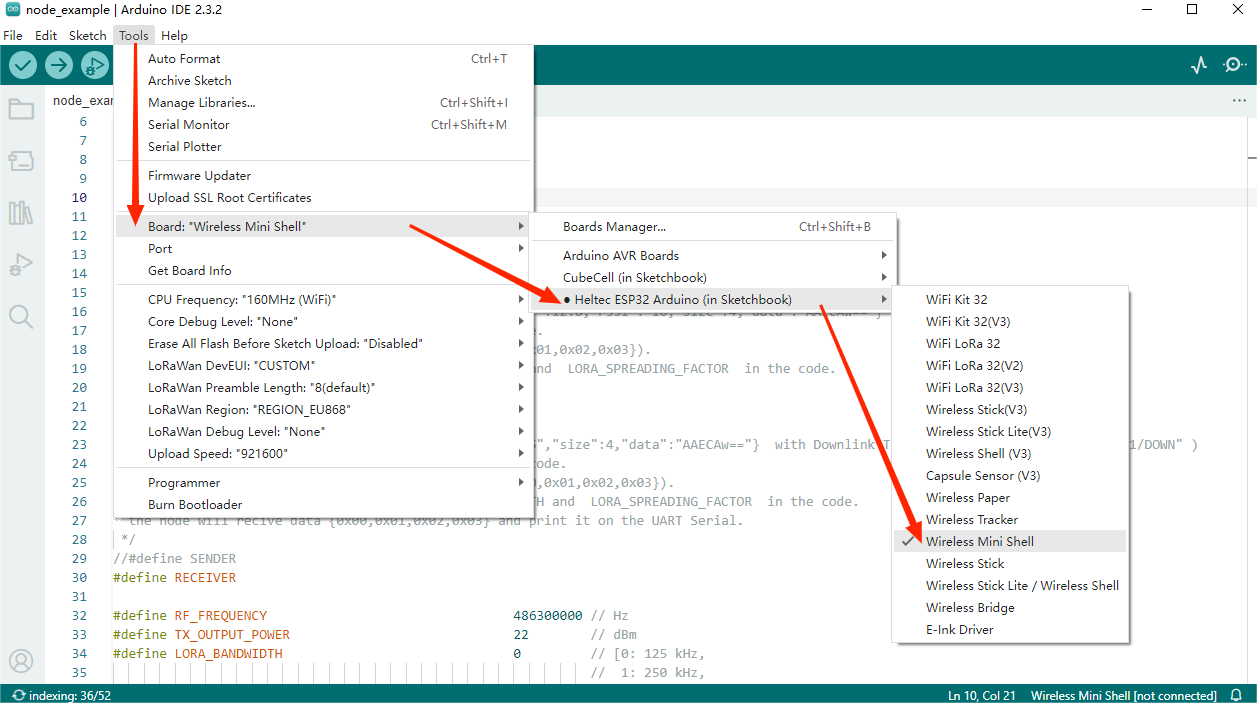 node_example | Arduino IDE 2.3.2
File Edit Sketch Tools Help
node_exam
Auto Format Ctrl+T
Archive Sketch
Manage Libraries... Ctrl+Shift+I
Serial Monitor Ctrl+Shift+M
Serial Plotter
Firmware Updater
Upload SSL Root Certificates
Board: "Wireless Mini Shell"
Port
Get Board Info
CPU Frequency: "160MHz (WiFi)"
Core Debug Level: "None"
Erase All Flash Before Sketch Upload: "Disabled"
LoRaWan DevEUI: "CUSTOM"
LoRaWan Preamble Length: "8(default)"
LoRaWan Region: "REGION_EU868"
LoRaWan Debug Level: "None"
Upload Speed: "921600"
Programmer
Burn Bootloader
Boards Manager... Ctrl+Shift+B
Arduino AVR Boards
CubeCell (in Sketchbook)
● Heltec ESP32 Arduino (in Sketchbook)
WiFi Kit 32
WiFi Kit 32(V3)
WiFi LoRa 32
WiFi LoRa 32(V2)
WiFi LoRa 32(V3)
Wireless Stick(V3)
Wireless Stick Lite(V3)
Wireless Shell (V3)
Capsule Sensor (V3)
Wireless Paper
Wireless Tracker
✓ Wireless Mini Shell
Wireless Stick
Wireless Stick Lite / Wireless Shell
Wireless Bridge
E-Ink Driver
6
7
8
9
10
11
12
13
14
15
16
17
18 x01,0x02,0x03}).
19 and LORA_SPREADING_FACTOR in the code.
20
21
22
23 ","size":4,"data":"AAECAw=="} with Downlink 1/DOWN" )
24 code.
25 0,0x01,0x02,0x03}).
26 TH and LORA_SPREADING_FACTOR in the code.
27 the node will recive data {0x00,0x01,0x02,0x03} and print it on the UART Serial.
28 */
29 //#define SENDER
30 #define RECEIVER
31
32 #define RF_FREQUENCY 486300000 // Hz
33 #define TX_OUTPUT_POWER 22 // dBm
34 #define LORA_BANDWIDTH 0 // [0: 125 kHz,
35 // 1: 250 kHz,
indexing: 36/52 Ln 10, Col 21 Wireless Mini Shell [not connected]